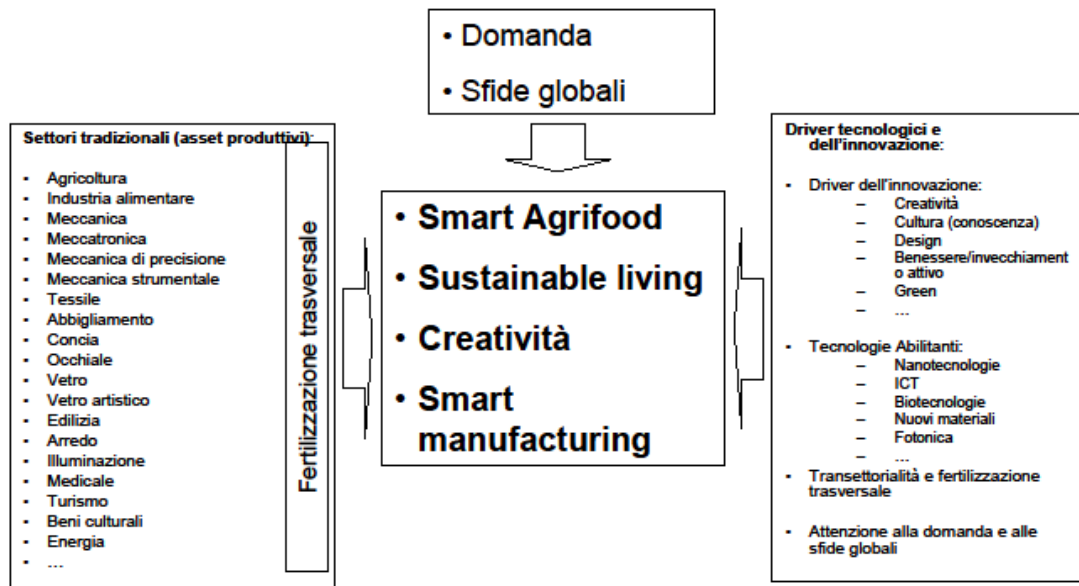 • Domanda
• Sfide globali
Settori tradizionali (asset produttivi):
• Agricoltura
• Industria alimentare
• Meccanica
• Meccatronica
• Meccanica di precisione
• Meccanica strumentale
• Tessile
• Abbigliamento
• Concia
• Occhiale
• Vetro
• Vetro artistico
• Edilizia
• Arredo
• Illuminazione
• Medicale
• Turismo
• Beni culturali
• Energia
• ...
Fertilizzazione trasversale
• Smart Agrifood
• Sustainable living
• Creatività
• Smart
manufacturing
Driver tecnologici e
dell'innovazione:
• Driver dell'innovazione:
– Creatività
– Cultura (conoscenza)
– Design
– Benessere/invecchiament
o attivo
– Green
– ...
• Tecnologie Abilitanti:
– Nanotecnologie
– ICT
– Biotecnologie
– Nuovi materiali
– Fotonica
– ...
• Transettorialità e fertilizzazione
trasversale
• Attenzione alla domanda e alle
sfide globali